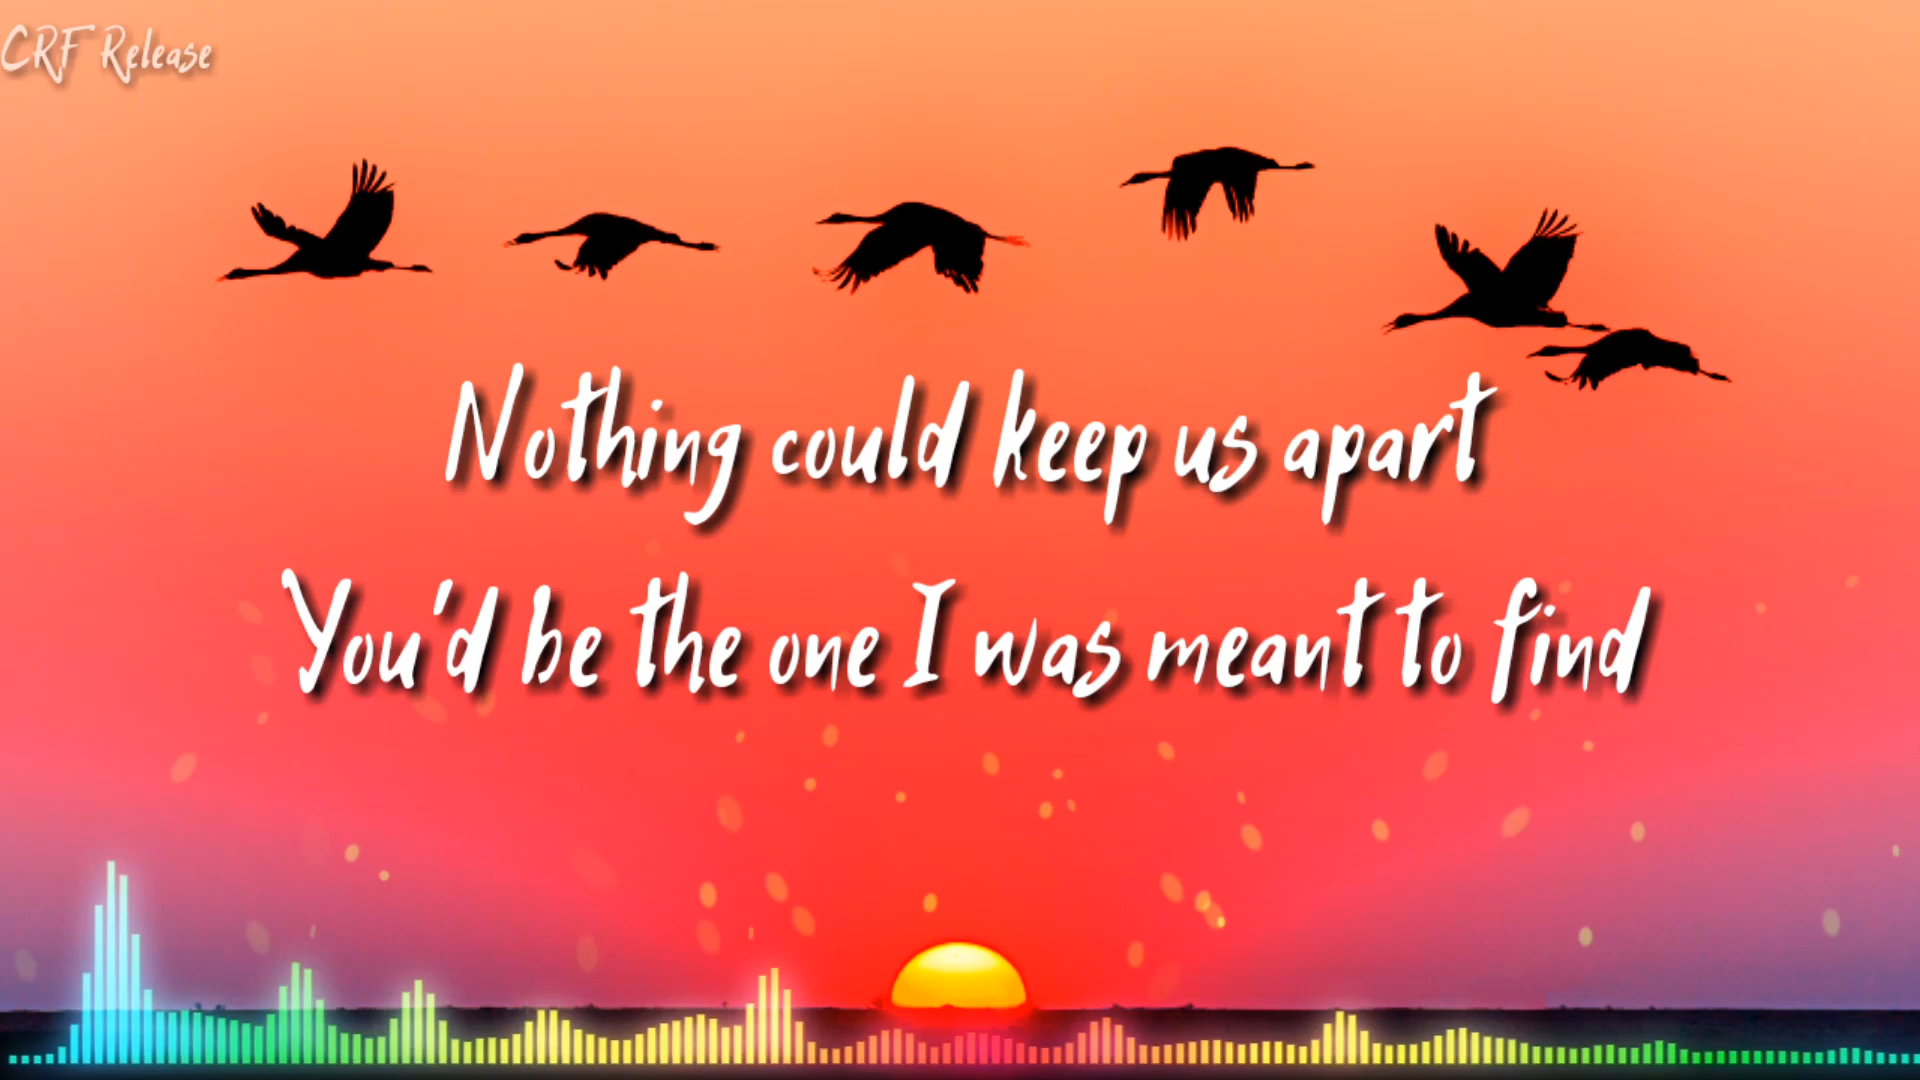 CRF Release
Nothing could keep us apart
You'd be the one I was meant to find